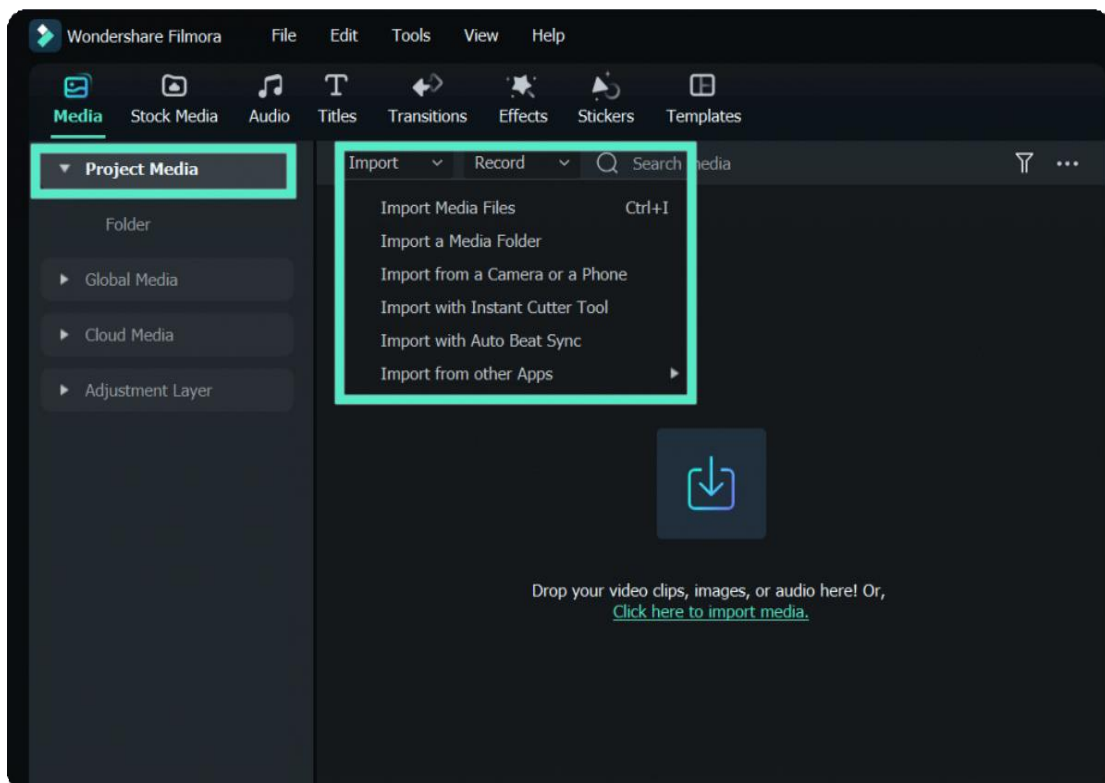 Wondershare Filmora File Edit Tools View Help
Media Stock Media Audio Titles Transitions Effects Stickers Templates
Project Media
Import Record Search media
Folder
Import Media Files Ctrl+I
Import a Media Folder
Global Media
Import from a Camera or a Phone
Import with Instant Cutter Tool
Cloud Media
Import with Auto Beat Sync
Import from other Apps
Adjustment Layer
Drop your video clips, images, or audio here! Or,
Click here to import media.